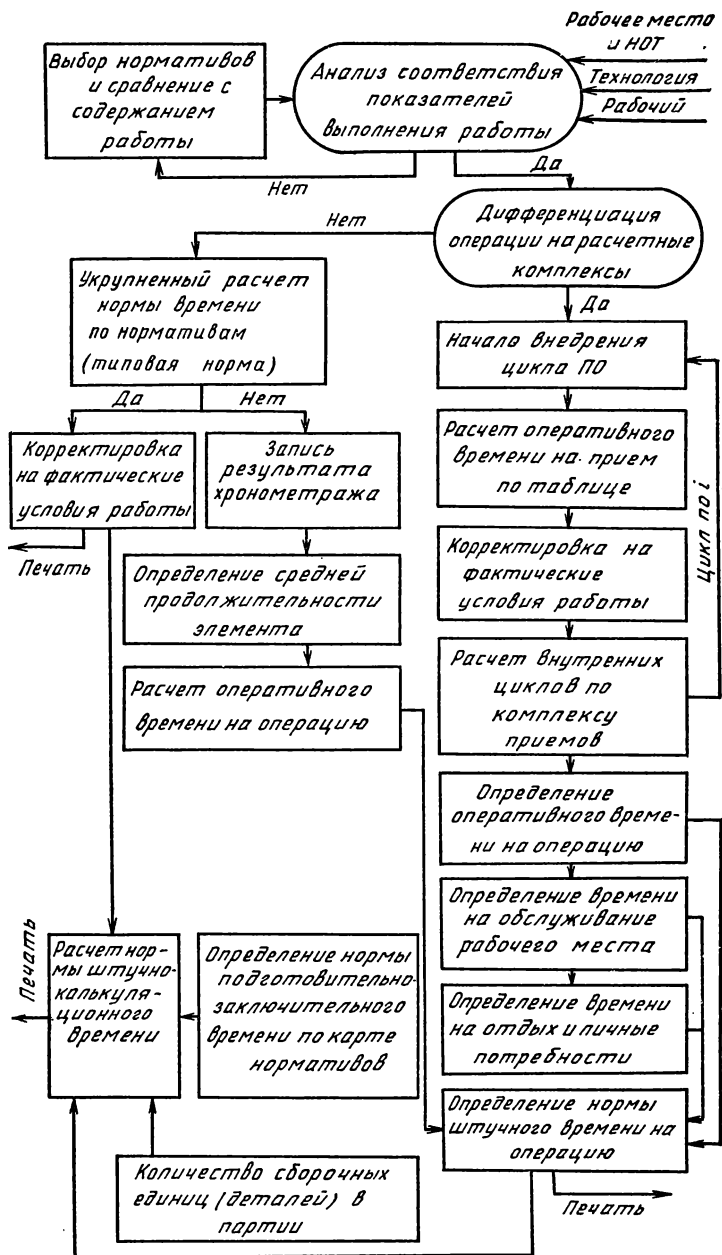 Рабочее место
и НОТ
Технология
Рабочий
Выбор нормативов
и сравнение с
содержанием
работы
Анализ соответствия
показателей
выполнения работы
Нет
Да
Дифференциация
операции на расчетные
комплексы
Нет
Да
Укрупненный расчет
нормы времени
по нормативам
(типовая норма)
Да
Нет
Начало внедрения
цикла ПО
Корректировка
на фактические
условия работы
Печать
Запись
результата
хронометража
Расчет оперативного
времени на прием
по таблице
Цикл по i
Определение средней
продолжительности
элемента
Корректировка на
фактические
условия работы
Расчет оперативного
времени на операцию
Расчет внутренних
циклов по
комплексу
приемов
Определение
оперативного време-
ни на операцию
Определение времени
на обслуживание
рабочего места
Печать
Расчет нор-
мы штучно-
калькуля-
ционного
времени
Определение нормы
подготовительно-
заключительного
времени по карте
нормативов
Определение времени
на отдых и личные
потребности
Определение нормы
штучного времени на
операцию
Количество сборочных
единиц (деталей) в
партии
Печать